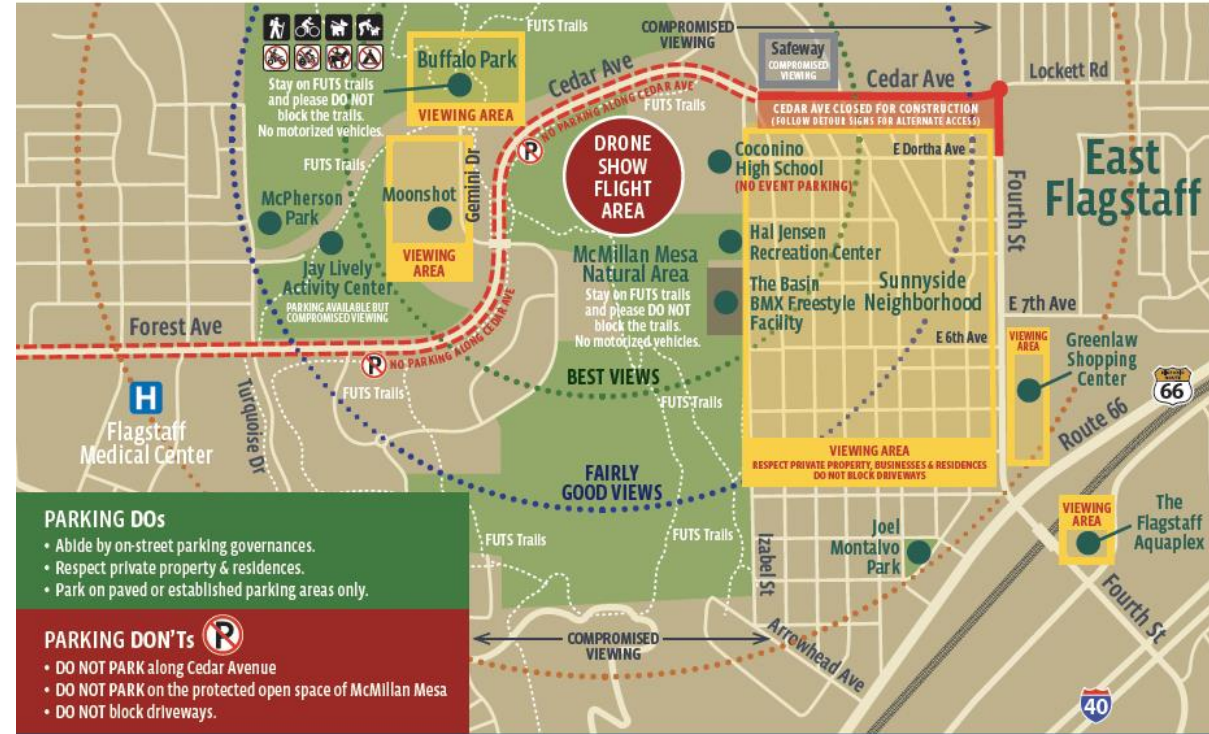 FUTS Trails
COMPROMISED
VIEWING
Safeway
COMPROMISED
VIEWING
Buffalo Park
VIEWING AREA
Stay on FUTS trails
and please DO NOT
block the trails.
No motorized vehicles.
Cedar Ave
NO PARKING ALONG CEDAR AVE
FUTS Trails
Cedar Ave
Lockett Rd
CEDAR AVE CLOSED FOR CONSTRUCTION
(FOLLOW DETOUR SIGNS FOR ALTERNATE ACCESS)
E Dortha Ave
East
Flagstaff
P
DRONE
SHOW
FLIGHT
AREA
Coconino
High School
(NO EVENT PARKING)
FUTS Trails
McPherson
Park
Moonshot
Gemini Dr
VIEWING
AREA
Jay Lively
Activity Center
PARKING AVAILABLE BUT
COMPROMISED VIEWING
McMillan Mesa
Natural Area
Stay on FUTS trails
and please DO NOT
block the trails.
No motorized vehicles.
Hal Jensen
Recreation Center
The Basin
BMX Freestyle
Facility
Sunnyside
Neighborhood
Fourth St
E 7th Ave
E 6th Ave
VIEWING
AREA
Greenlaw
Shopping
Center
66
Route 66
Forest Ave
P
NO PARKING ALONG CEDAR AVE
BEST VIEWS
FUTS Trails
FUTS Trails
H
Flagstaff
Medical Center
Turquoise Dr
FAIRLY
GOOD VIEWS
VIEWING AREA
RESPECT PRIVATE PROPERTY, BUSINESSES & RESIDENCES
DO NOT BLOCK DRIVEWAYS
VIEWING
AREA
The
Flagstaff
Aquaplex
FUTS Trails
FUTS Trails
Izabel St
Joel
Montalvo
Park
Fourth St
Arrowhead Ave
COMPROMISED
VIEWING
40
PARKING DOs
• Abide by on-street parking governances.
• Respect private property & residences.
• Park on paved or established parking areas only.
PARKING DON'Ts P
• DO NOT PARK along Cedar Avenue
• DO NOT PARK on the protected open space of McMillan Mesa
• DO NOT block driveways.